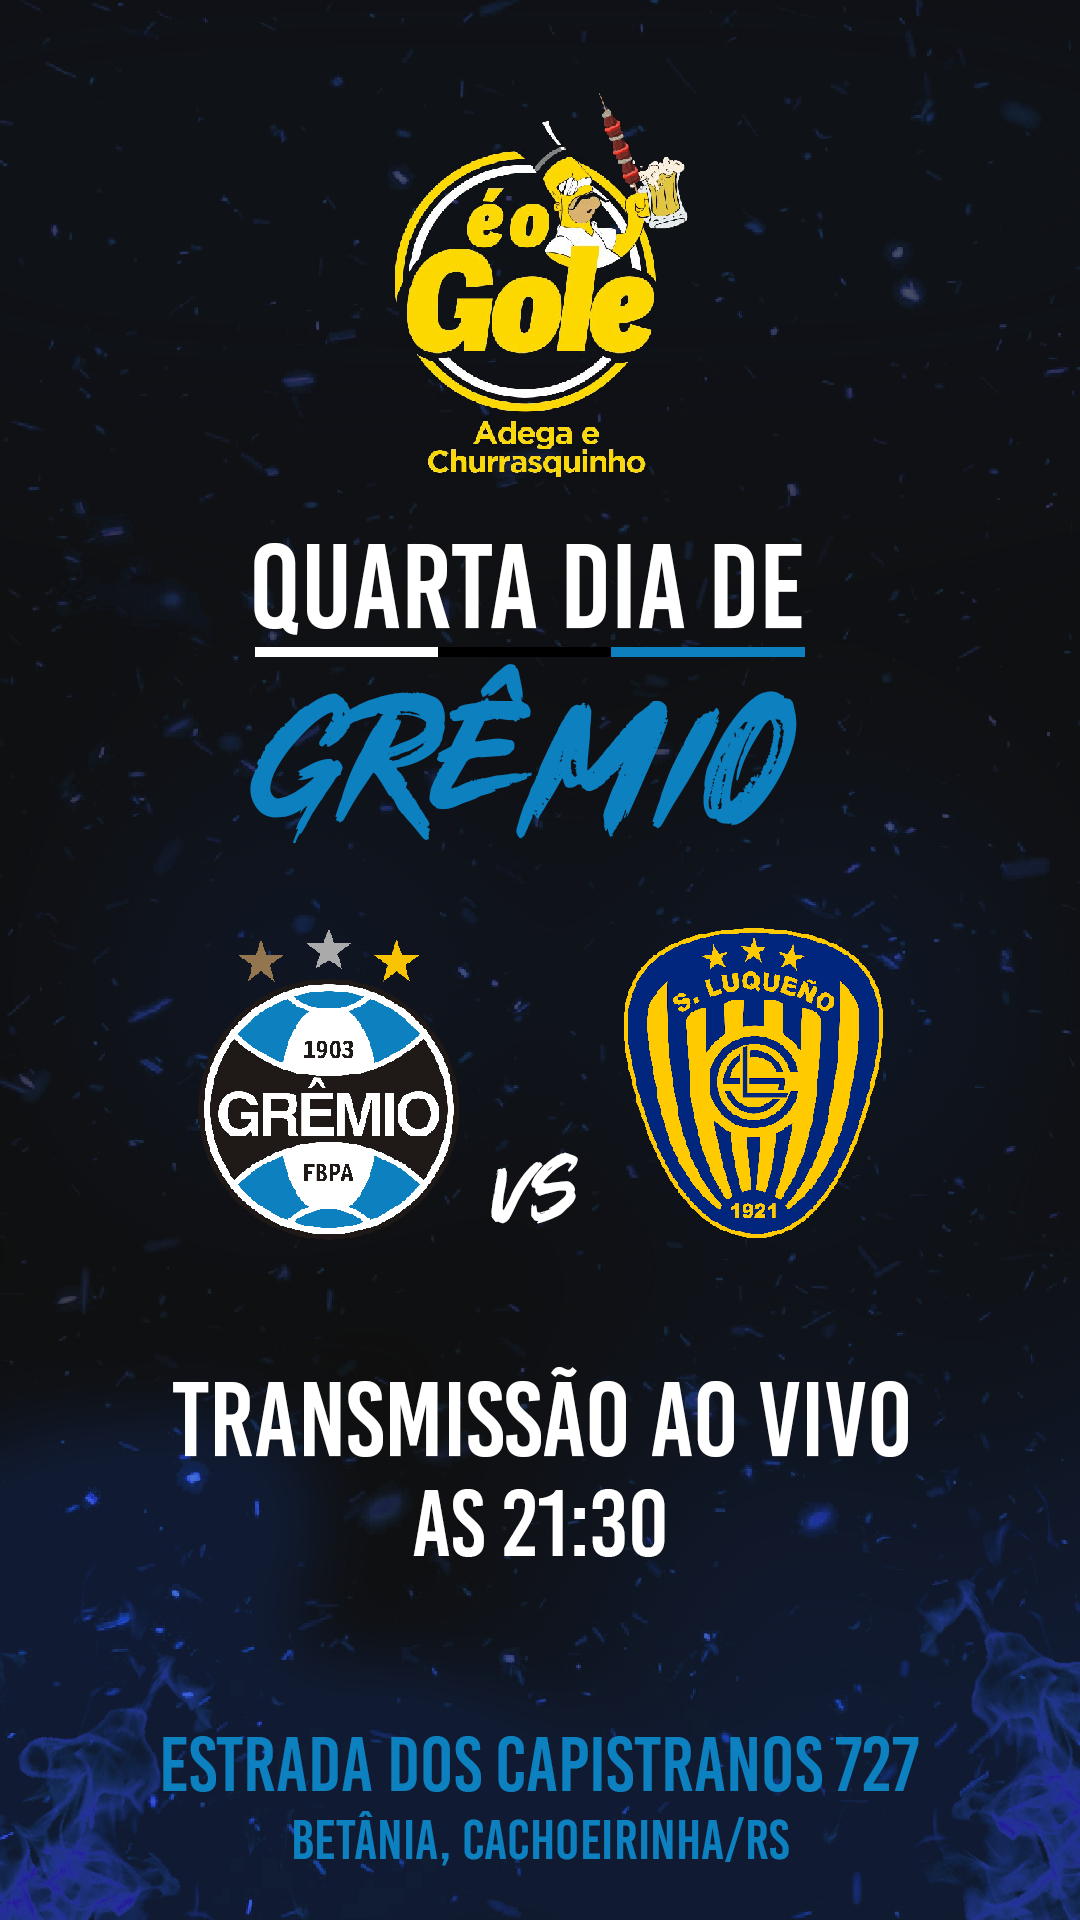 é o
Gole
Adega e
Churrasquinho
QUARTA DIA DE
GRÊMIO
1903
GRÊMIO
FBPA
VS
S. LUQUEÑO
1921
TRANSMISSÃO AO VIVO
AS 21:30
ESTRADA DOS CAPISTRANOS 727
BETÂNIA, CACHOEIRINHA/RS